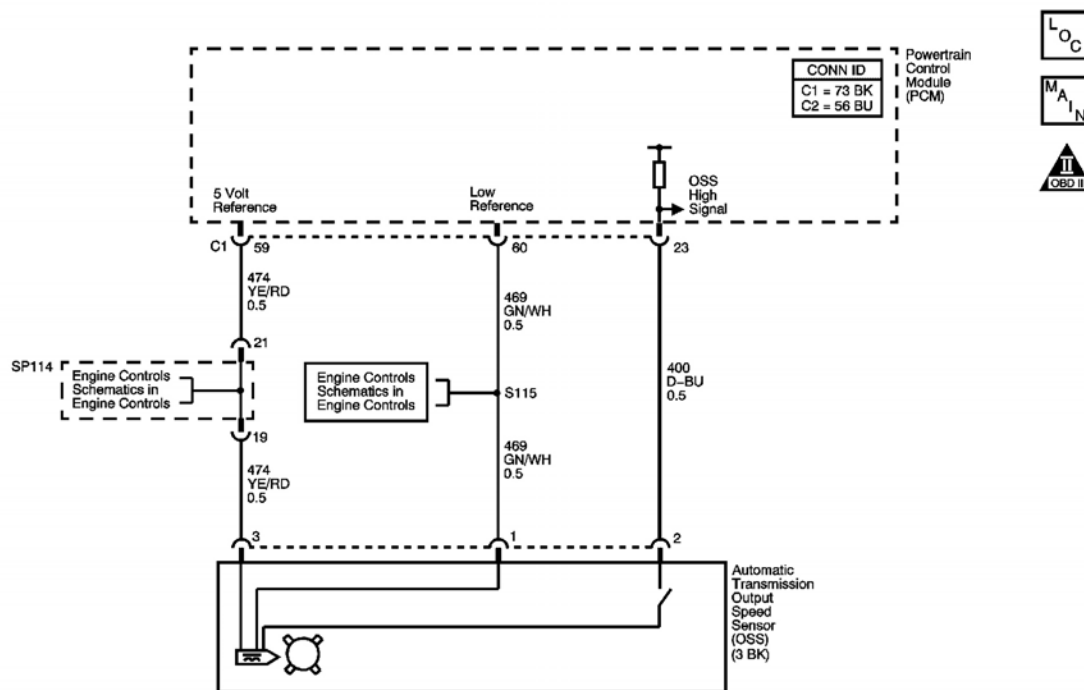 LOC
Powertrain
Control
Module
(PCM)
CONN ID
C1 = 73 BK
C2 = 56 BU
MAIN
II
OBD II
5 Volt
Reference
Low
Reference
OSS
High
Signal
C1 59
60
23
474
YE/RD
0.5
469
GN/WH
0.5
21
SP114
Engine Controls
Schematics in
Engine Controls
Engine Controls
Schematics in
Engine Controls
S115
400
D-BU
0.5
19
474
YE/RD
0.5
469
GN/WH
0.5
3
1
2
Automatic
Transmission
Output
Speed
Sensor
(OSS)
(3 BK)